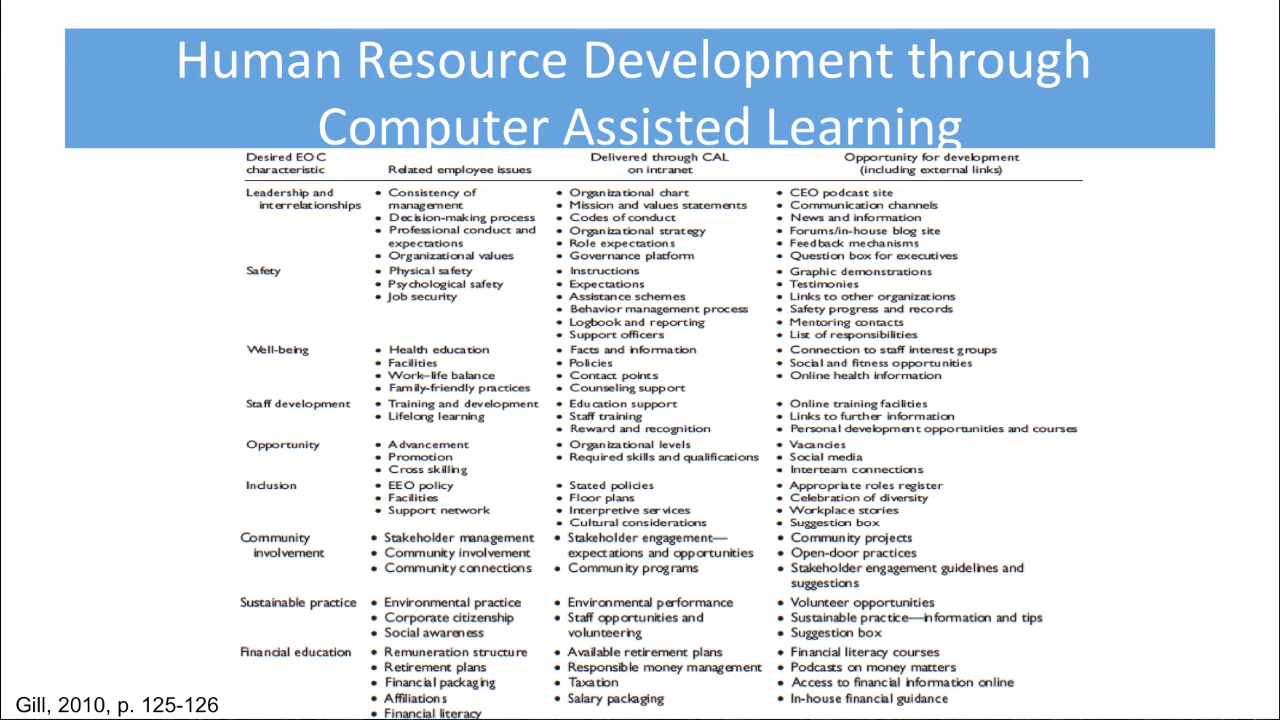 Human Resource Development through
Computer Assisted Learning
Desired EOC characteristic
Related employee issues
Delivered through CAL on intranet
Opportunity for development (including external links)
Leadership and interrelationships
• Consistency of management
• Decision-making process
• Professional conduct and expectations
• Organizational values
• Organizational chart
• Mission and values statements
• Codes of conduct
• Organizational strategy
• Role expectations
• Governance platform
• CEO podcast site
• Communication channels
• News and information
• Forums/in-house blog site
• Feedback mechanisms
• Question box for executives
Safety
• Physical safety
• Psychological safety
• Job security
• Instructions
• Expectations
• Assistance schemes
• Behavior management process
• Logbook and reporting
• Support officers
• Graphic demonstrations
• Testimonies
• Links to other organizations
• Safety progress and records
• Mentoring contacts
• List of responsibilities
Well-being
• Health education
• Facilities
• Work–life balance
• Family-friendly practices
• Facts and information
• Policies
• Contact points
• Counseling support
• Connection to staff interest groups
• Social and fitness opportunities
• Online health information
Staff development
• Training and development
• Lifelong learning
• Education support
• Staff training
• Reward and recognition
• Online training facilities
• Links to further information
• Personal development opportunities and courses
Opportunity
• Advancement
• Promotion
• Cross skilling
• Organizational levels
• Required skills and qualifications
• Vacancies
• Social media
• Interteam connections
Inclusion
• EEO policy
• Facilities
• Support network
• Stated policies
• Floor plans
• Interpretive services
• Cultural considerations
• Appropriate roles register
• Celebration of diversity
• Workplace stories
• Suggestion box
Community involvement
• Stakeholder management
• Community involvement
• Community connections
• Stakeholder engagement—expectations and opportunities
• Community programs
• Community projects
• Open-door practices
• Stakeholder engagement guidelines and suggestions
Sustainable practice
• Environmental practice
• Corporate citizenship
• Social awareness
• Environmental performance
• Staff opportunities and volunteering
• Volunteer opportunities
• Sustainable practice—information and tips
• Suggestion box
Financial education
• Remuneration structure
• Retirement plans
• Financial packaging
• Affiliations
• Financial literacy
• Available retirement plans
• Responsible money management
• Taxation
• Salary packaging
• Financial literacy courses
• Podcasts on money matters
• Access to financial information online
• In-house financial guidance
Gill, 2010, p. 125-126